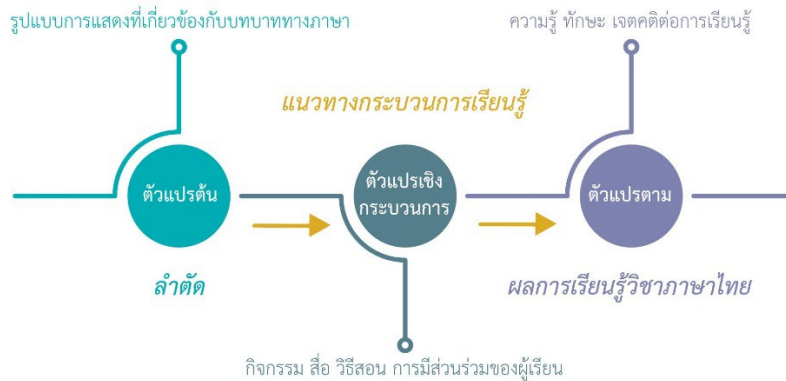 รูปแบบการแสดงที่เกี่ยวข้องกับบทบาททางภาษา
ความรู้ ทักษะ เจตคติต่อการเรียนรู้
แนวทางกระบวนการเรียนรู้
ตัวแปรต้น
ตัวแปรเชิง
กระบวนการ
ตัวแปรตาม
ลำตัด
ผลการเรียนรู้วิชาภาษาไทย
กิจกรรม สื่อ วิธีสอน การมีส่วนร่วมของผู้เรียน